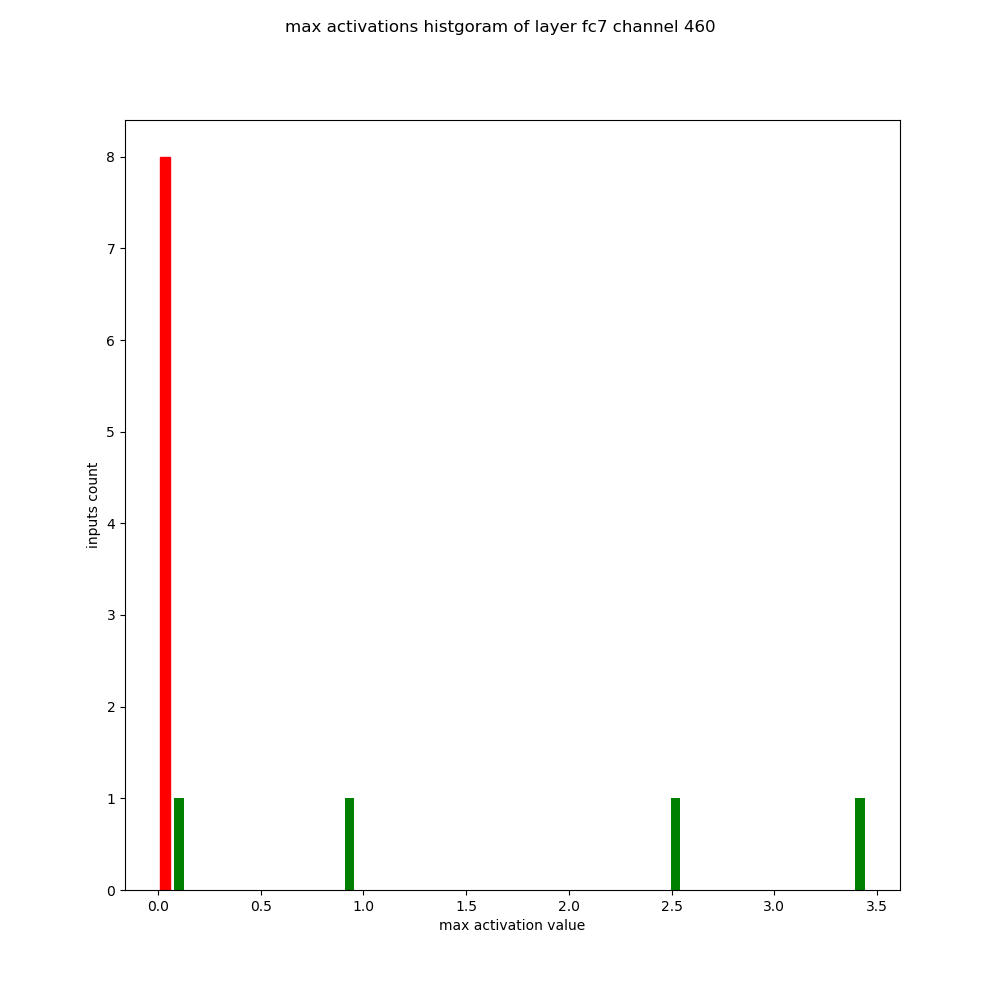 max activations histgoram of layer fc7 channel 460
8
7
6
5
4
3
2
1
0
inputs count
0.0 0.5 1.0 1.5 2.0 2.5 3.0 3.5
max activation value